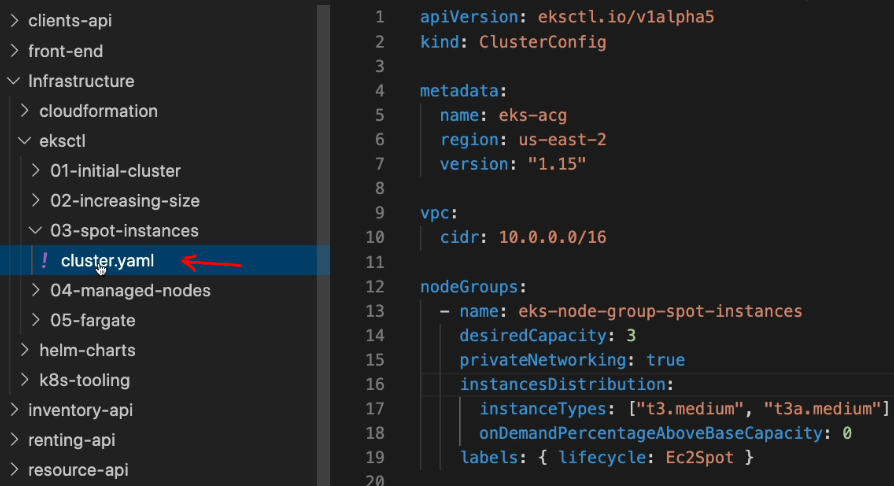 clients-api
front-end
Infrastructure
cloudformation
eksctl
01-initial-cluster
02-increasing-size
03-spot-instances
! cluster.yaml
04-managed-nodes
05-fargate
helm-charts
k8s-tooling
inventory-api
renting-api
resource-api
1 apiVersion: eksctl.io/v1alpha5
2 kind: ClusterConfig
3
4 metadata:
5 name: eks-acg
6 region: us-east-2
7 version: "1.15"
8
9 vpc:
10 cidr: 10.0.0.0/16
11
12 nodeGroups:
13 - name: eks-node-group-spot-instances
14 desiredCapacity: 3
15 privateNetworking: true
16 instancesDistribution:
17 instanceTypes: ["t3.medium", "t3a.medium"]
18 onDemandPercentageAboveBaseCapacity: 0
19 labels: { lifecycle: Ec2Spot }
20